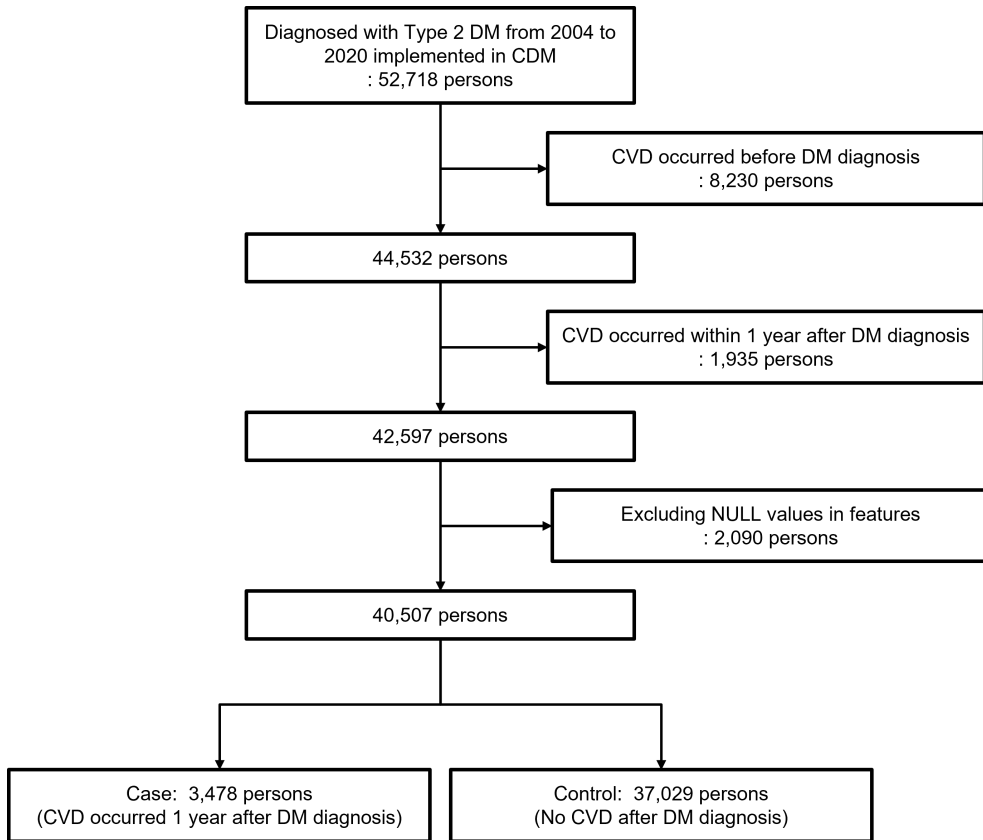 Diagnosed with Type 2 DM from 2004 to
2020 implemented in CDM
: 52,718 persons
CVD occurred before DM diagnosis
: 8,230 persons
44,532 persons
CVD occurred within 1 year after DM diagnosis
: 1,935 persons
42,597 persons
Excluding NULL values in features
: 2,090 persons
40,507 persons
Case: 3,478 persons
(CVD occurred 1 year after DM diagnosis)
Control: 37,029 persons
(No CVD after DM diagnosis)